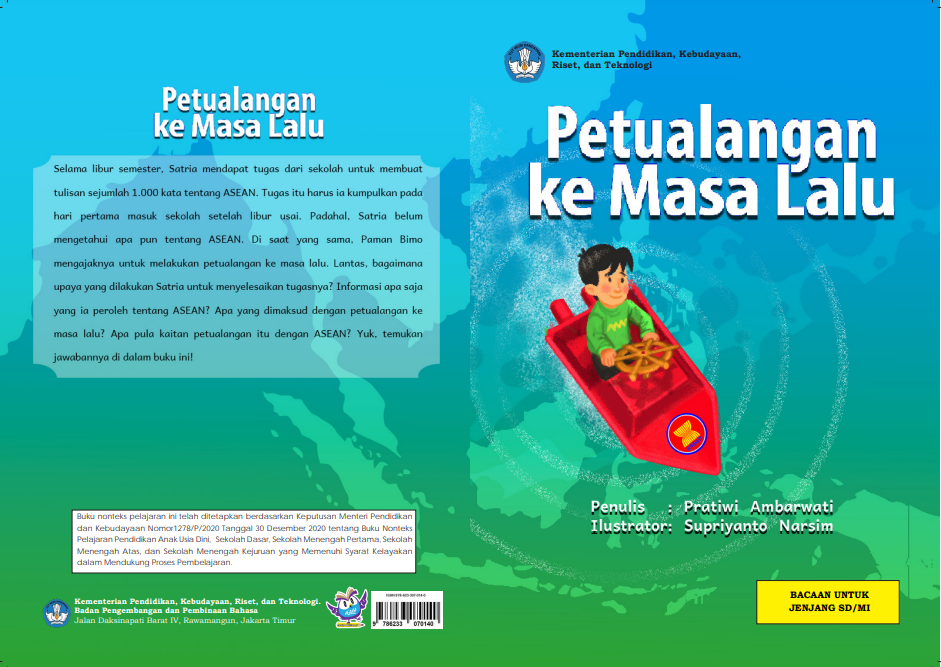 Petualangan
ke Masa Lalu
Selama libur semester, Satria mendapat tugas dari sekolah untuk membuat
tulisan sejumlah 1.000 kata tentang ASEAN. Tugas itu harus ia kumpulkan pada
hari pertama masuk sekolah setelah libur usai. Padahal, Satria belum
mengetahui apa pun tentang ASEAN. Di saat yang sama, Paman Bimo
mengajaknya untuk melakukan petualangan ke masa lalu. Lantas, bagaimana
upaya yang dilakukan Satria untuk menyelesaikan tugasnya? Informasi apa saja
yang ia peroleh tentang ASEAN? Apa yang dimaksud dengan petualangan ke
masa lalu? Apa pula kaitan petualangan itu dengan ASEAN? Yuk, temukan
jawabannya di dalam buku ini!
Buku nonteks pelajaran ini telah ditetapkan berdasarkan Keputusan Menteri Pendidikan
dan Kebudayaan Nomor1278/P/2020 Tanggal 30 Desember 2020 tentang Buku Nonteks
Pelajaran Pendidikan Anak Usia Dini, Sekolah Dasar, Sekolah Menengah Pertama, Sekolah
Menengah Atas, dan Sekolah Menengah Kejuruan yang Memenuhi Syarat Kelayakan
dalam Mendukung Proses Pembelajaran.
Kementerian Pendidikan, Kebudayaan, Riset, dan Teknologi.
Badan Pengembangan dan Pembinaan Bahasa
Jalan Daksinapati Barat IV, Rawamangun, Jakarta Timur
9 786233 070140
Kementerian Pendidikan, Kebudayaan,
Riset, dan Teknologi
Petualangan
ke Masa Lalu
Penulis : Pratiwi Ambarwati
Ilustrator: Supriyanto Narsim
BACAAN UNTUK
JENJANG SD/MI